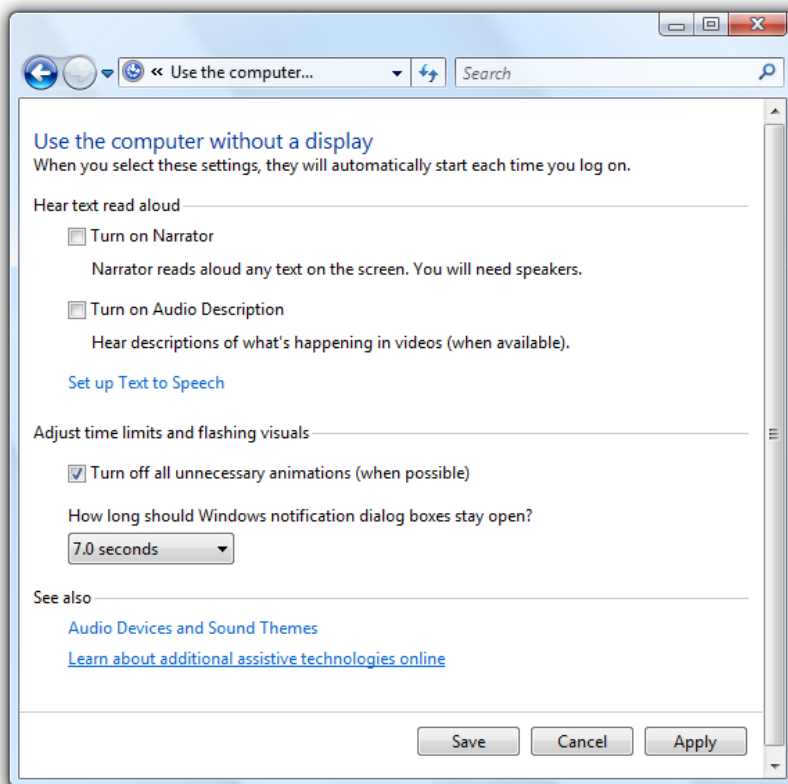 « Use the computer...
Search
Use the computer without a display
When you select these settings, they will automatically start each time you log on.
Hear text read aloud
Turn on Narrator
Narrator reads aloud any text on the screen. You will need speakers.
Turn on Audio Description
Hear descriptions of what's happening in videos (when available).
Set up Text to Speech
Adjust time limits and flashing visuals
Turn off all unnecessary animations (when possible)
How long should Windows notification dialog boxes stay open?
7.0 seconds
See also
Audio Devices and Sound Themes
Learn about additional assistive technologies online
Save Cancel Apply